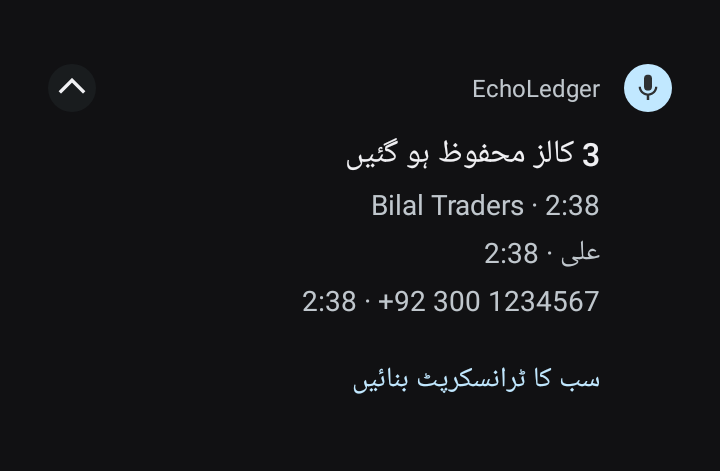 EchoLedger
3 کالز محفوظ ہو گئیں
Bilal Traders · 2:38
علی · 2:38
+92 300 1234567 · 2:38
سب کا ٹرانسکرپٹ بنائیں